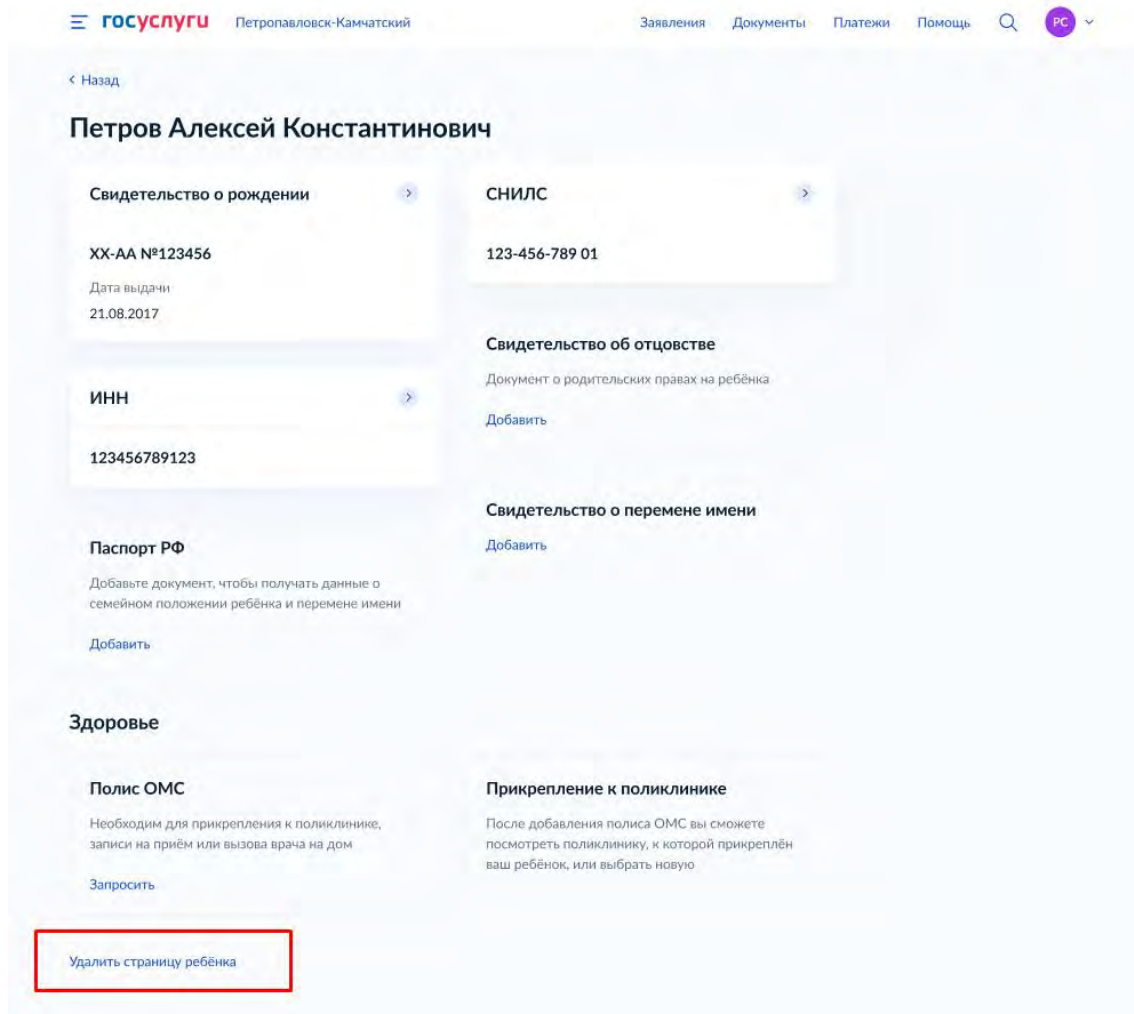 госуслуги Петропавловск-Камчатский Заявления Документы Платежи Помощь РС
Назад
Петров Алексей Константинович
Свидетельство о рождении
XX-AA №123456
Дата выдачи
21.08.2017
СНИЛС
123-456-789 01
Свидетельство об отцовстве
Документ о родительских правах на ребёнка
Добавить
ИНН
123456789123
Свидетельство о перемене имени
Добавить
Паспорт РФ
Добавьте документ, чтобы получать данные о
семейном положении ребёнка и перемене имени
Добавить
Здоровье
Полис ОМС
Необходим для прикрепления к поликлинике,
записи на приём или вызова врача на дом
Запросить
Прикрепление к поликлинике
После добавления полиса ОМС вы сможете
посмотреть поликлинику, к которой прикреплён
ваш ребёнок, или выбрать новую
Удалить страницу ребёнка